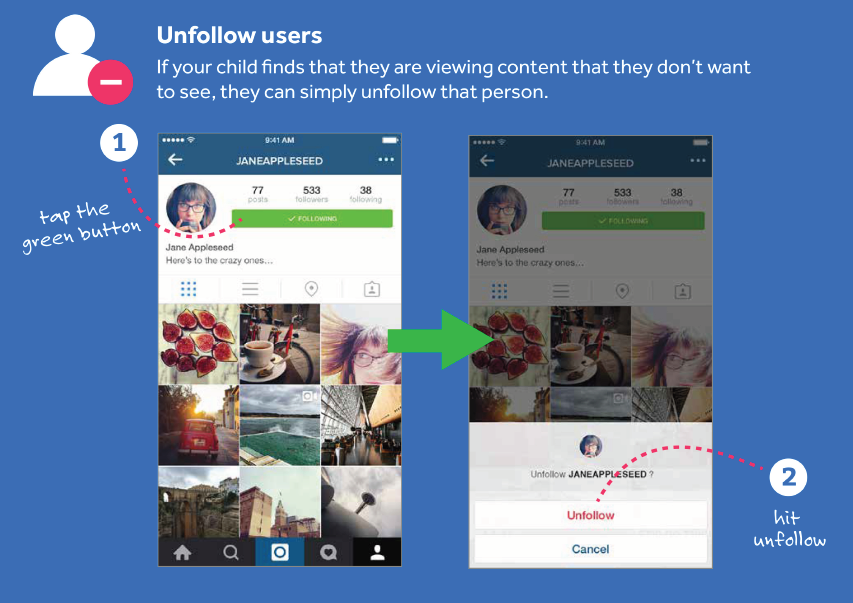 Unfollow users
If your child finds that they are viewing content that they don't want
to see, they can simply unfollow that person.
1
tap the
green button
9:41 AM
JANEAPPLESEED
77
posts
533
followers
38
following
✓ FOLLOWING
Jane Appleseed
Here's to the crazy ones...
9:41 AM
JANEAPPLESEED
77
posts
533
followers
38
following
✓ FOLLOWING
Jane Appleseed
Here's to the crazy ones...
Unfollow JANEAPPLESEED ?
Unfollow
Cancel
2
hit
unfollow